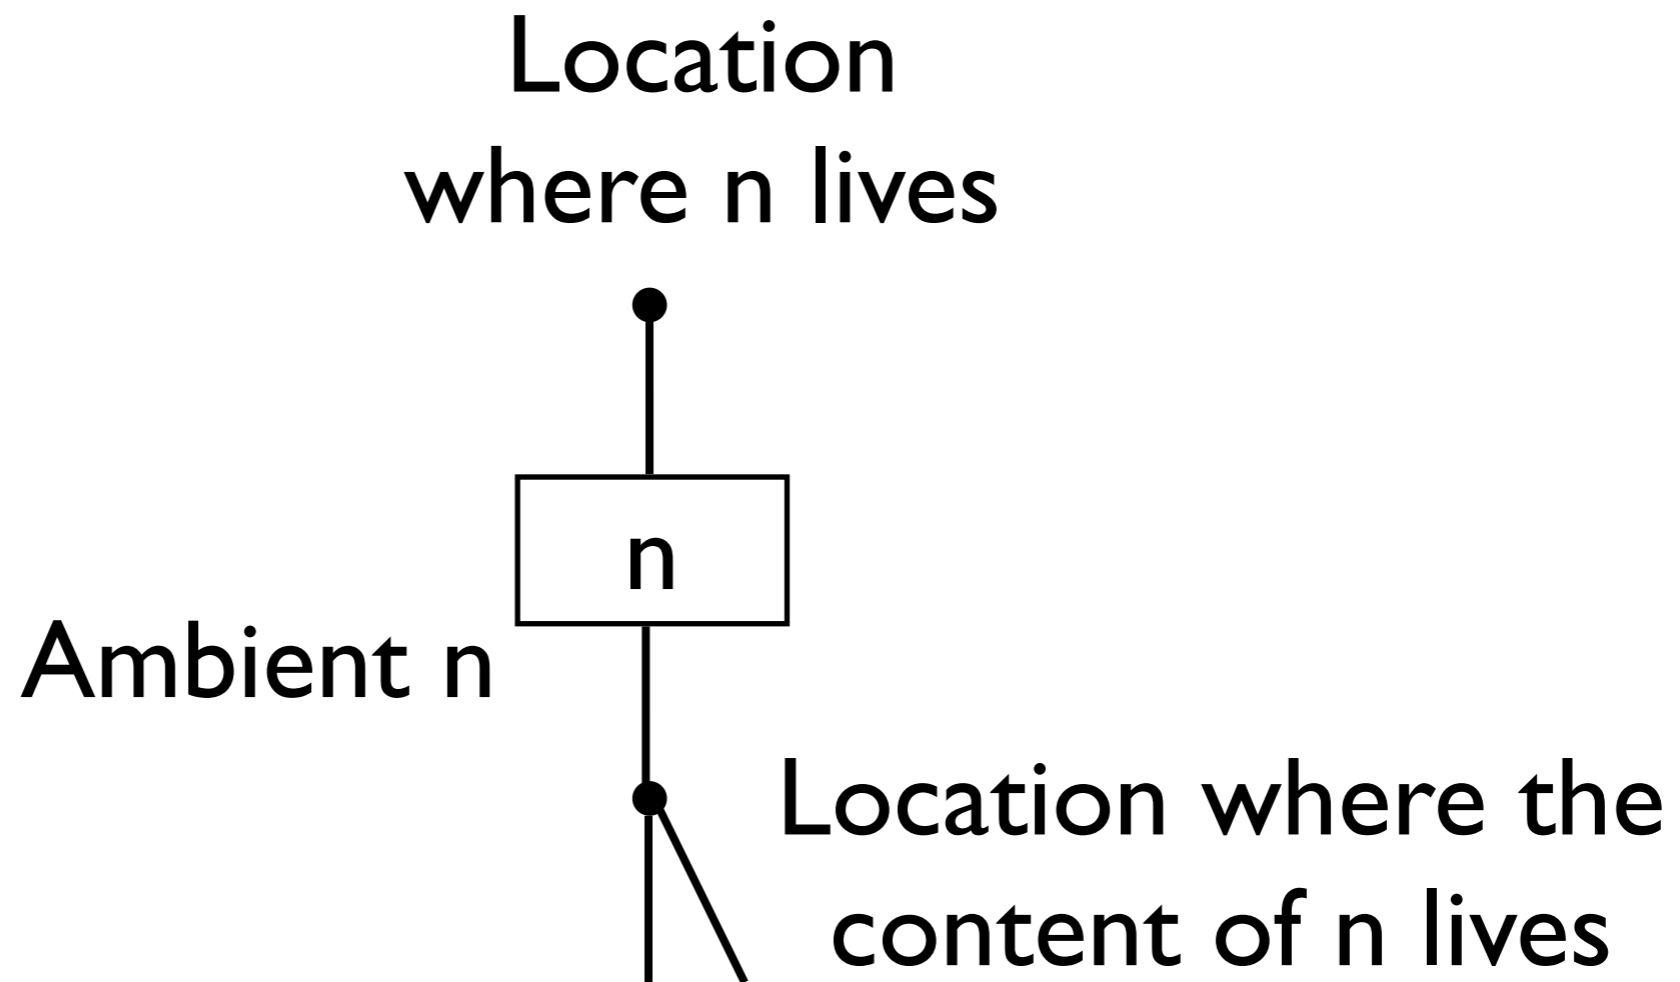 Location
where n lives
n
Ambient n
Location where the
content of n lives